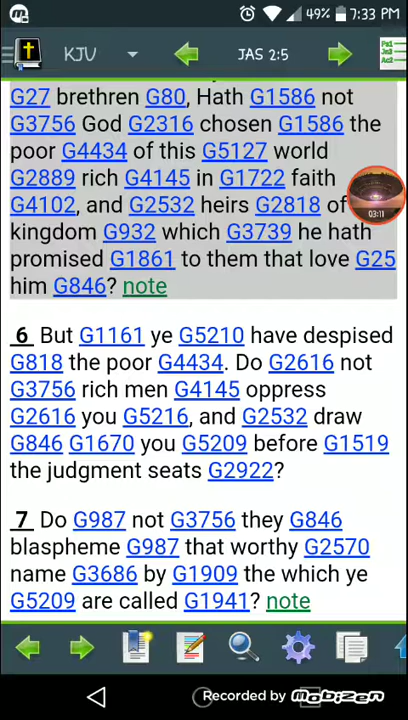 49% 7:33 PM
KJV JAS 2:5
G27 brethren G80, Hath G1586 not
G3756 God G2316 chosen G1586 the
poor G4434 of this G5127 world
G2889 rich G4145 in G1722 faith
G4102, and G2532 heirs G2818 of
kingdom G932 which G3739 he hath
promised G1861 to them that love G25
him G846? note
03:11
6 But G1161 ye G5210 have despised
G818 the poor G4434. Do G2616 not
G3756 rich men G4145 oppress
G2616 you G5216, and G2532 draw
G846 G1670 you G5209 before G1519
the judgment seats G2922?
7 Do G987 not G3756 they G846
blaspheme G987 that worthy G2570
name G3686 by G1909 the which ye
G5209 are called G1941? note
Recorded by mobizen